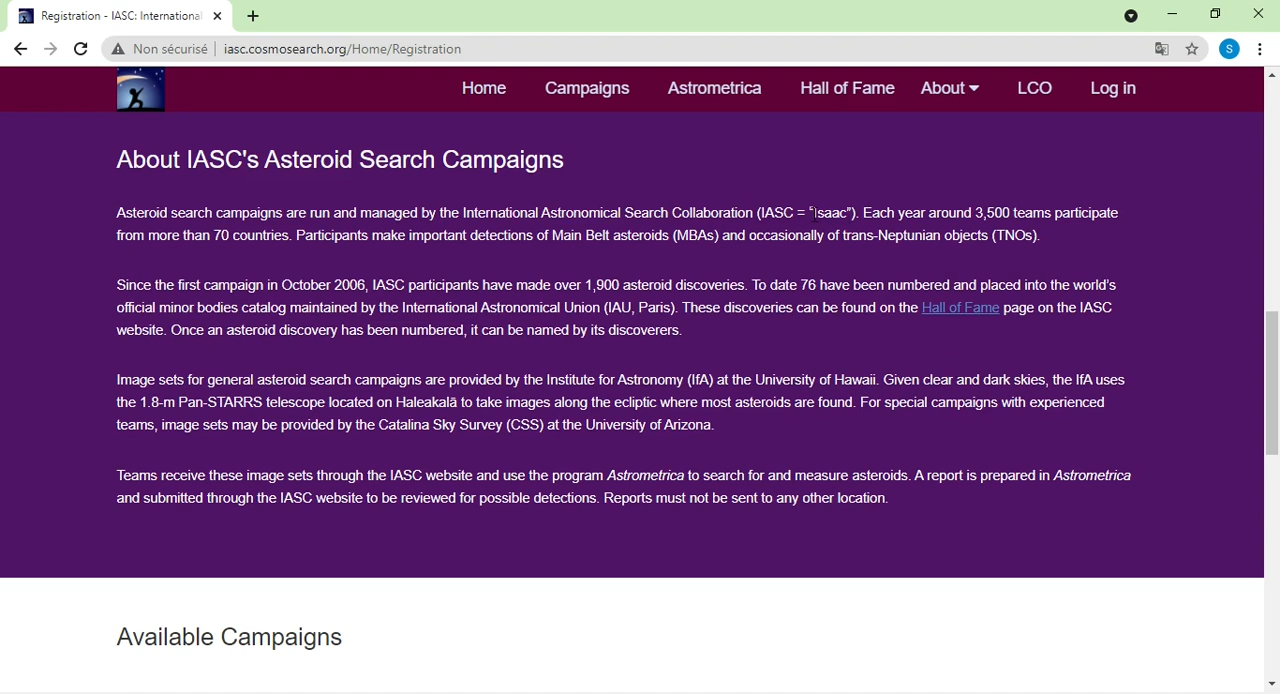 Registration - IASC: International
Non sécurisé | iasc.cosmosearch.org/Home/Registration
S
Home Campaigns Astrometrica Hall of Fame About LCO Log in
About IASC's Asteroid Search Campaigns
Asteroid search campaigns are run and managed by the International Astronomical Search Collaboration (IASC = “Isaac”). Each year around 3,500 teams participate
from more than 70 countries. Participants make important detections of Main Belt asteroids (MBAs) and occasionally of trans-Neptunian objects (TNOs).
Since the first campaign in October 2006, IASC participants have made over 1,900 asteroid discoveries. To date 76 have been numbered and placed into the world’s
official minor bodies catalog maintained by the International Astronomical Union (IAU, Paris). These discoveries can be found on the Hall of Fame page on the IASC
website. Once an asteroid discovery has been numbered, it can be named by its discoverers.
Image sets for general asteroid search campaigns are provided by the Institute for Astronomy (IfA) at the University of Hawaii. Given clear and dark skies, the IfA uses
the 1.8-m Pan-STARRS telescope located on Haleakalā to take images along the ecliptic where most asteroids are found. For special campaigns with experienced
teams, image sets may be provided by the Catalina Sky Survey (CSS) at the University of Arizona.
Teams receive these image sets through the IASC website and use the program Astrometrica to search for and measure asteroids. A report is prepared in Astrometrica
and submitted through the IASC website to be reviewed for possible detections. Reports must not be sent to any other location.
Available Campaigns